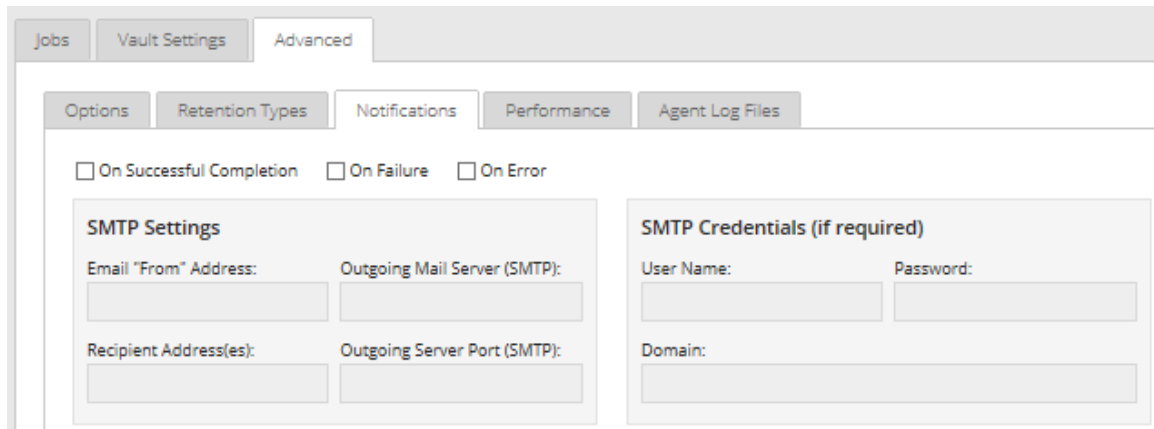 Jobs Vault Settings Advanced
Options Retention Types Notifications Performance Agent Log Files
On Successful Completion On Failure On Error
SMTP Settings
Email "From" Address: Outgoing Mail Server (SMTP):
Recipient Address(es): Outgoing Server Port (SMTP):
SMTP Credentials (if required)
User Name: Password:
Domain: